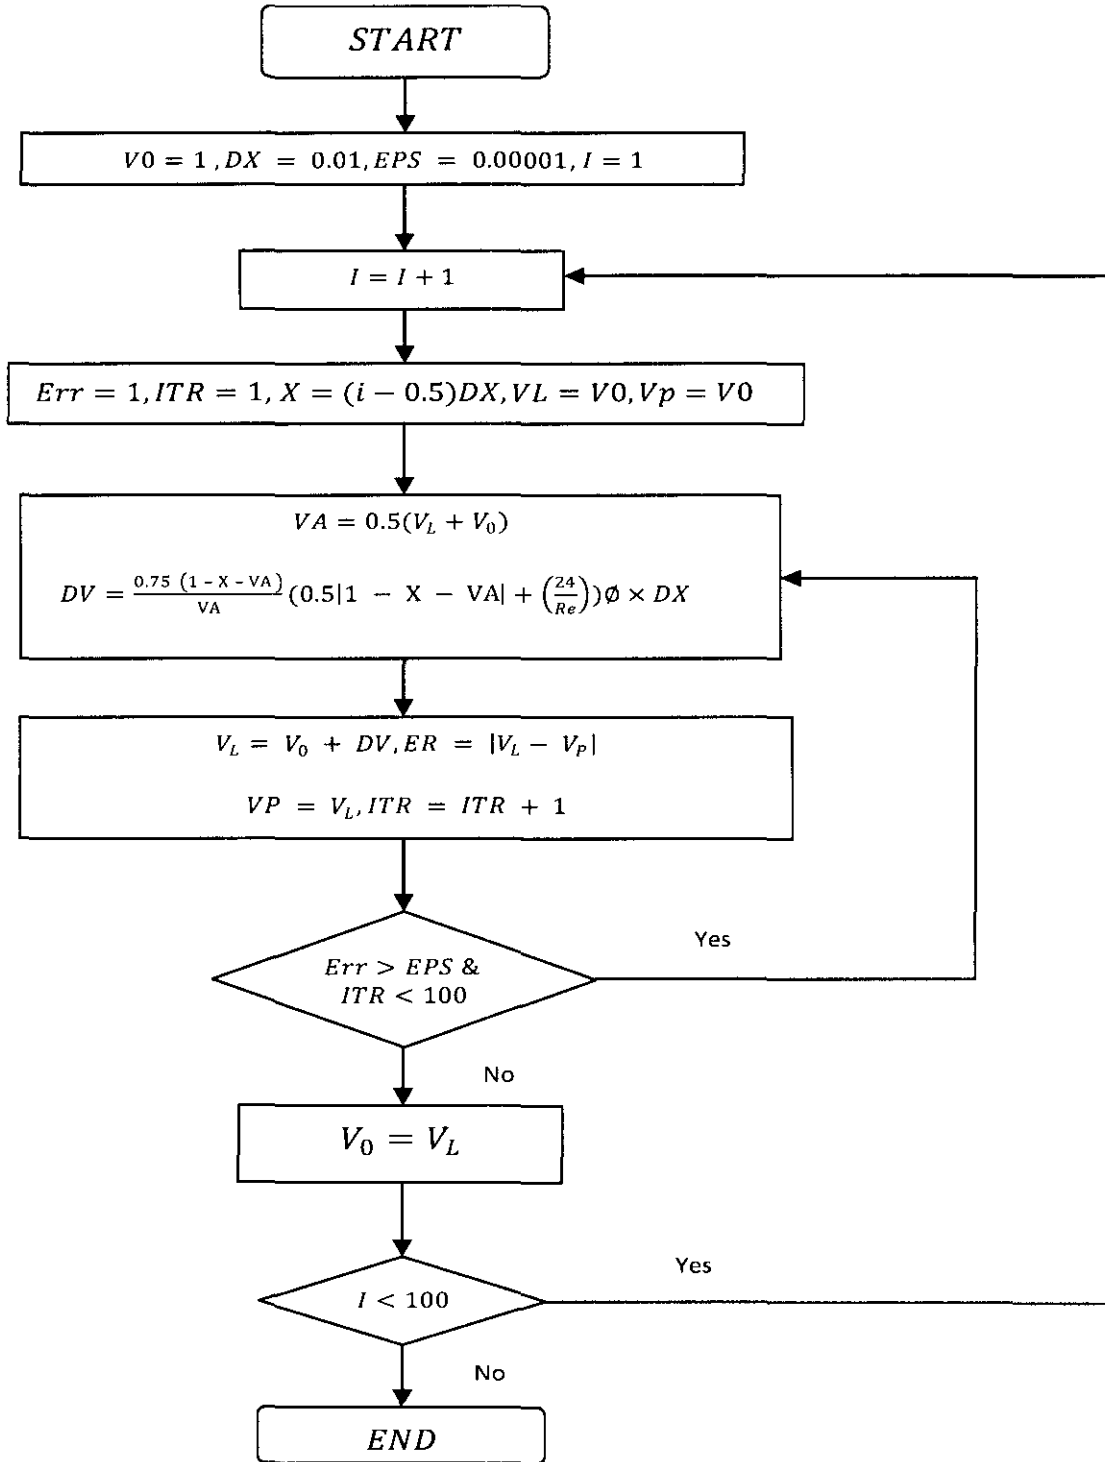 START
V0 = 1 , DX = 0.01, EPS = 0.00001, I = 1
I = I + 1
Err = 1, ITR = 1, X = (i − 0.5)DX, VL = V0, Vp = V0
VA = 0.5(V_L + V_0)
DV = \frac{0.75 (1 - X - VA)}{VA}(0.5|1 − X − VA| + (\frac{24}{Re}))∅ × DX
V_L = V_0 + DV, ER = |V_L − V_P|
VP = V_L, ITR = ITR + 1
Err > EPS &
ITR < 100
Yes
No
V_0 = V_L
I < 100
Yes
No
END